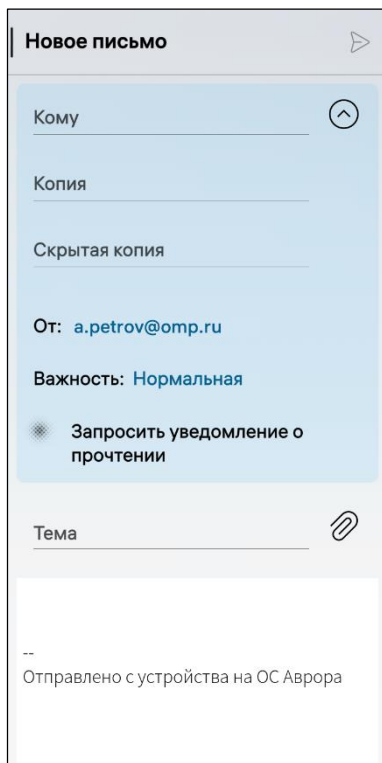 Новое письмо
Кому
Копия
Скрытая копия
От: a.petrov@omp.ru
Важность: Нормальная
Запросить уведомление о
прочтении
Тема
--
Отправлено с устройства на ОС Аврора